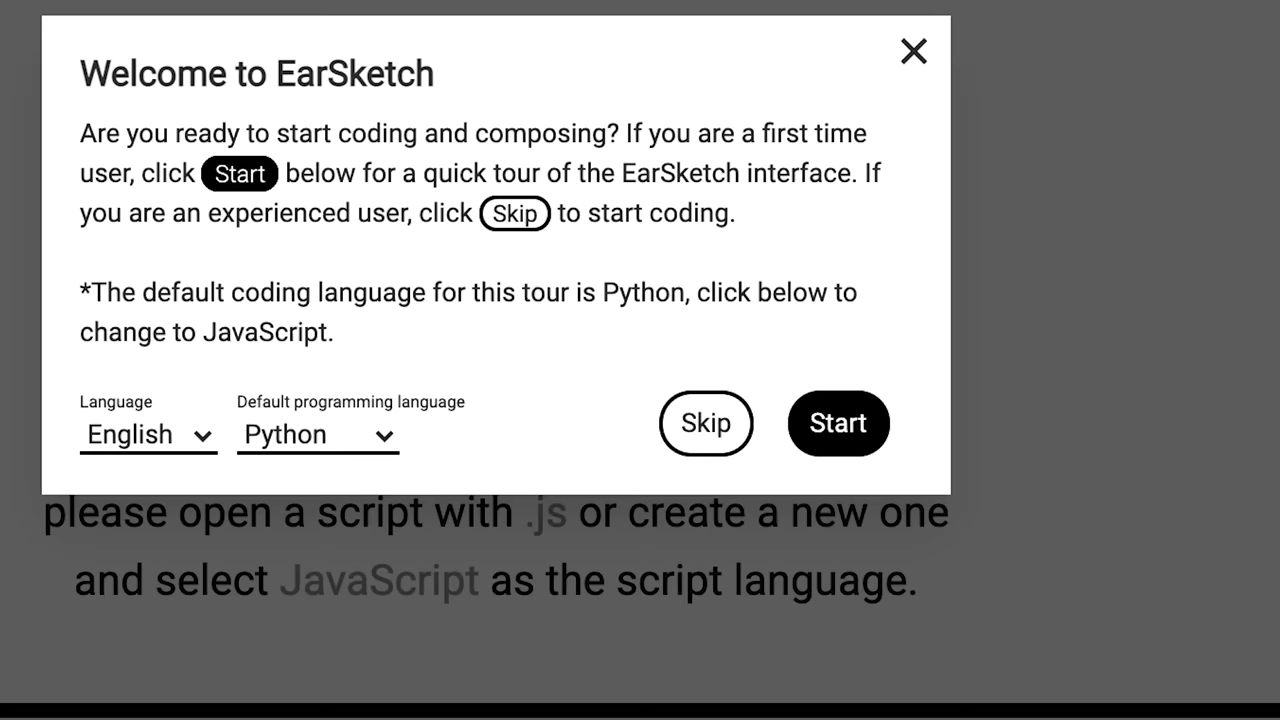 Welcome to EarSketch
Are you ready to start coding and composing? If you are a first time
user, click Start below for a quick tour of the EarSketch interface. If
you are an experienced user, click Skip to start coding.
*The default coding language for this tour is Python, click below to
change to JavaScript.
Language
Default programming language
English
Python
Skip
Start
please open a script with .js or create a new one
and select JavaScript as the script language.